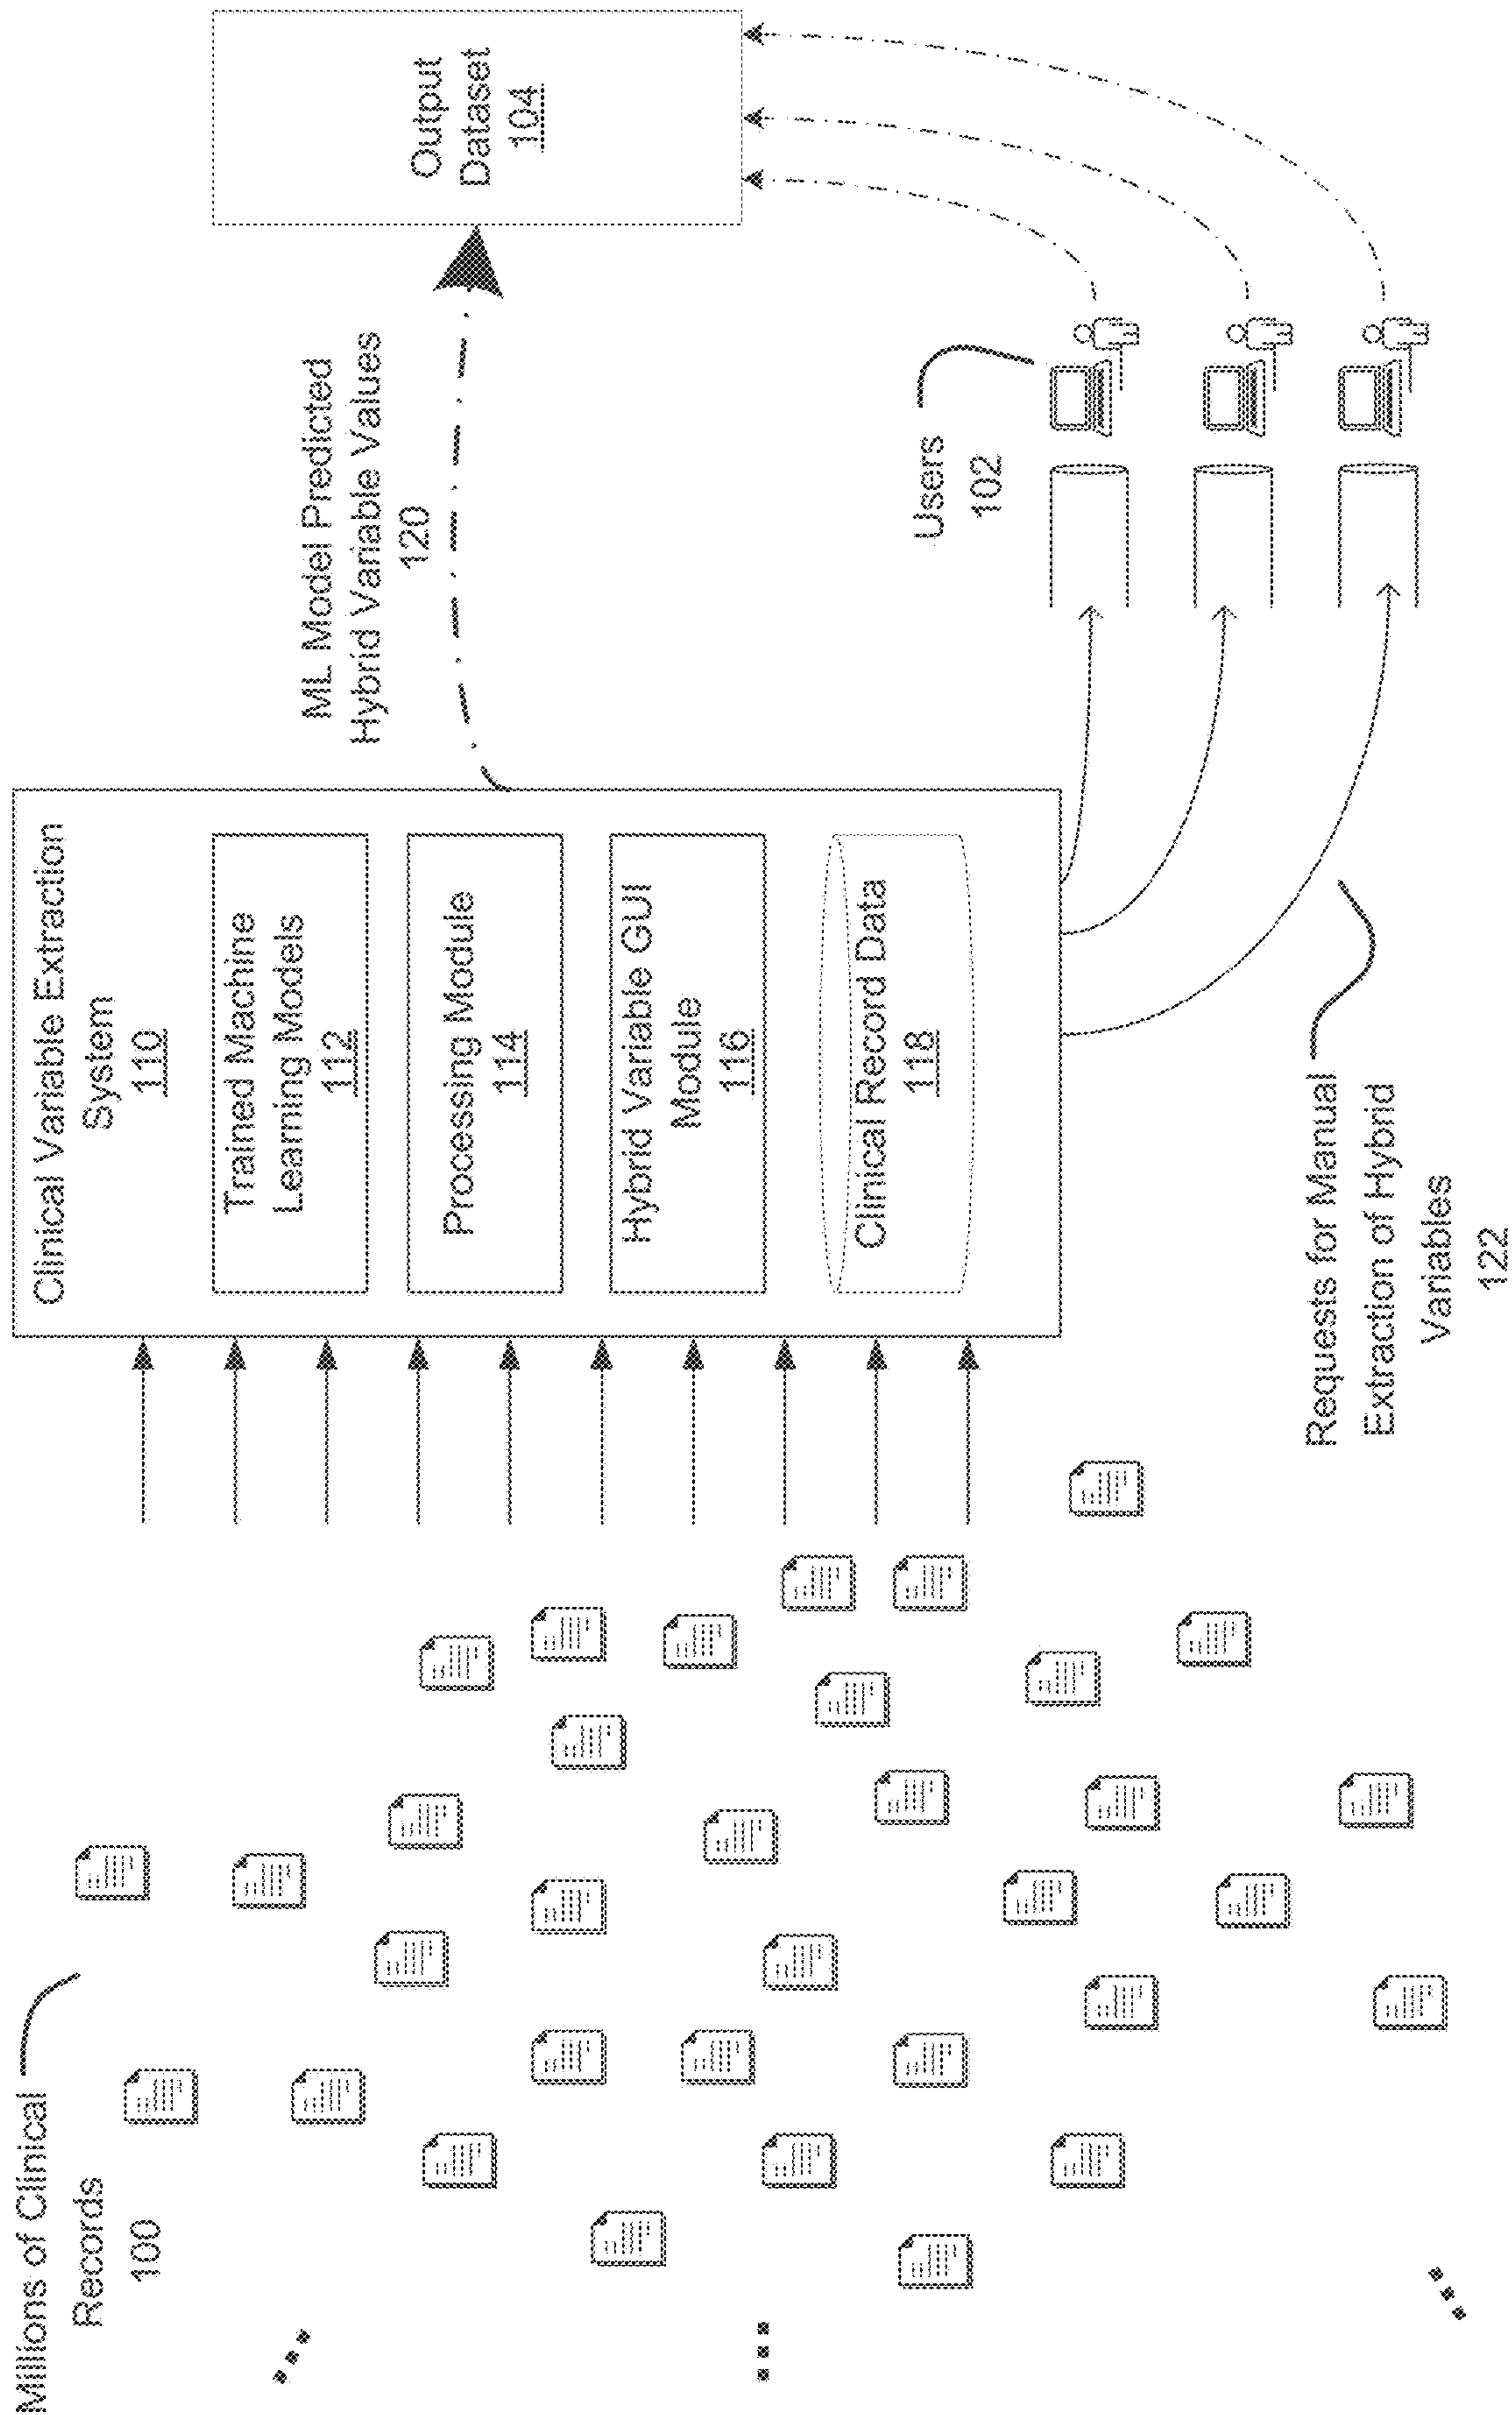 Millions of Clinical
Records
100
Clinical Variable Extraction
System
110
Trained Machine
Learning Models
112
Processing Module
114
Hybrid Variable GUI
Module
116
Clinical Record Data
118
ML Model Predicted
Hybrid Variable Values
120
Output
Dataset
104
Users
102
Requests for Manual
Extraction of Hybrid
Variables
122